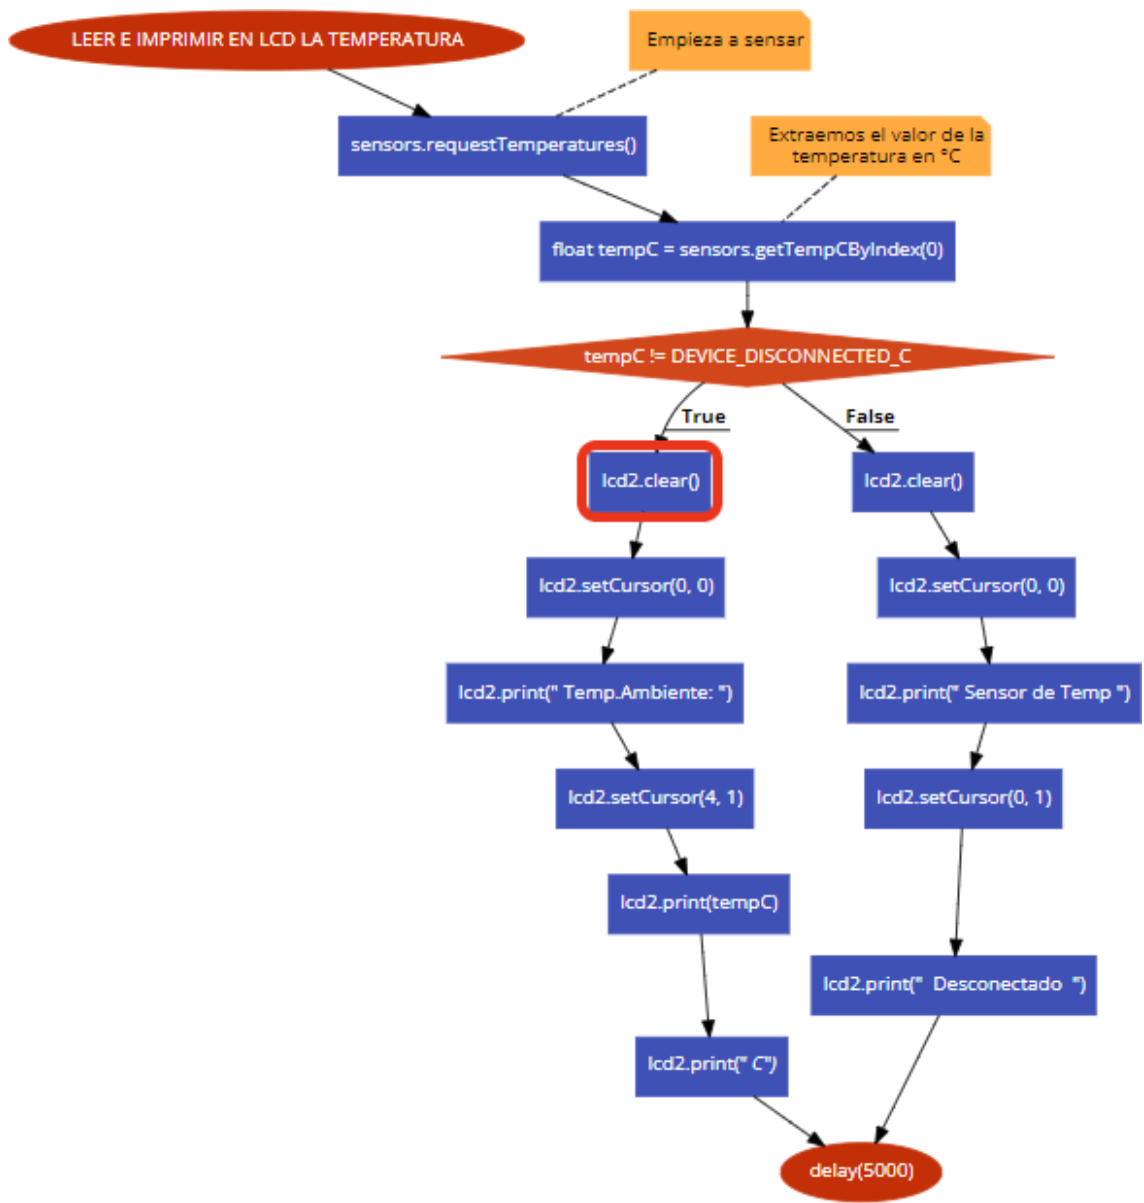 LEER E IMPRIMIR EN LCD LA TEMPERATURA
Empieza a sensar
sensors.requestTemperatures()
Extraemos el valor de la
temperatura en °C
float tempC = sensors.getTempCByIndex(0)
tempC != DEVICE_DISCONNECTED_C
True
False
lcd2.clear()
lcd2.clear()
lcd2.setCursor(0, 0)
lcd2.setCursor(0, 0)
lcd2.print(" Temp.Ambiente: ")
lcd2.print(" Sensor de Temp ")
lcd2.setCursor(4, 1)
lcd2.setCursor(0, 1)
lcd2.print(tempC)
lcd2.print("  Desconectado  ")
lcd2.print(" C")
delay(5000)